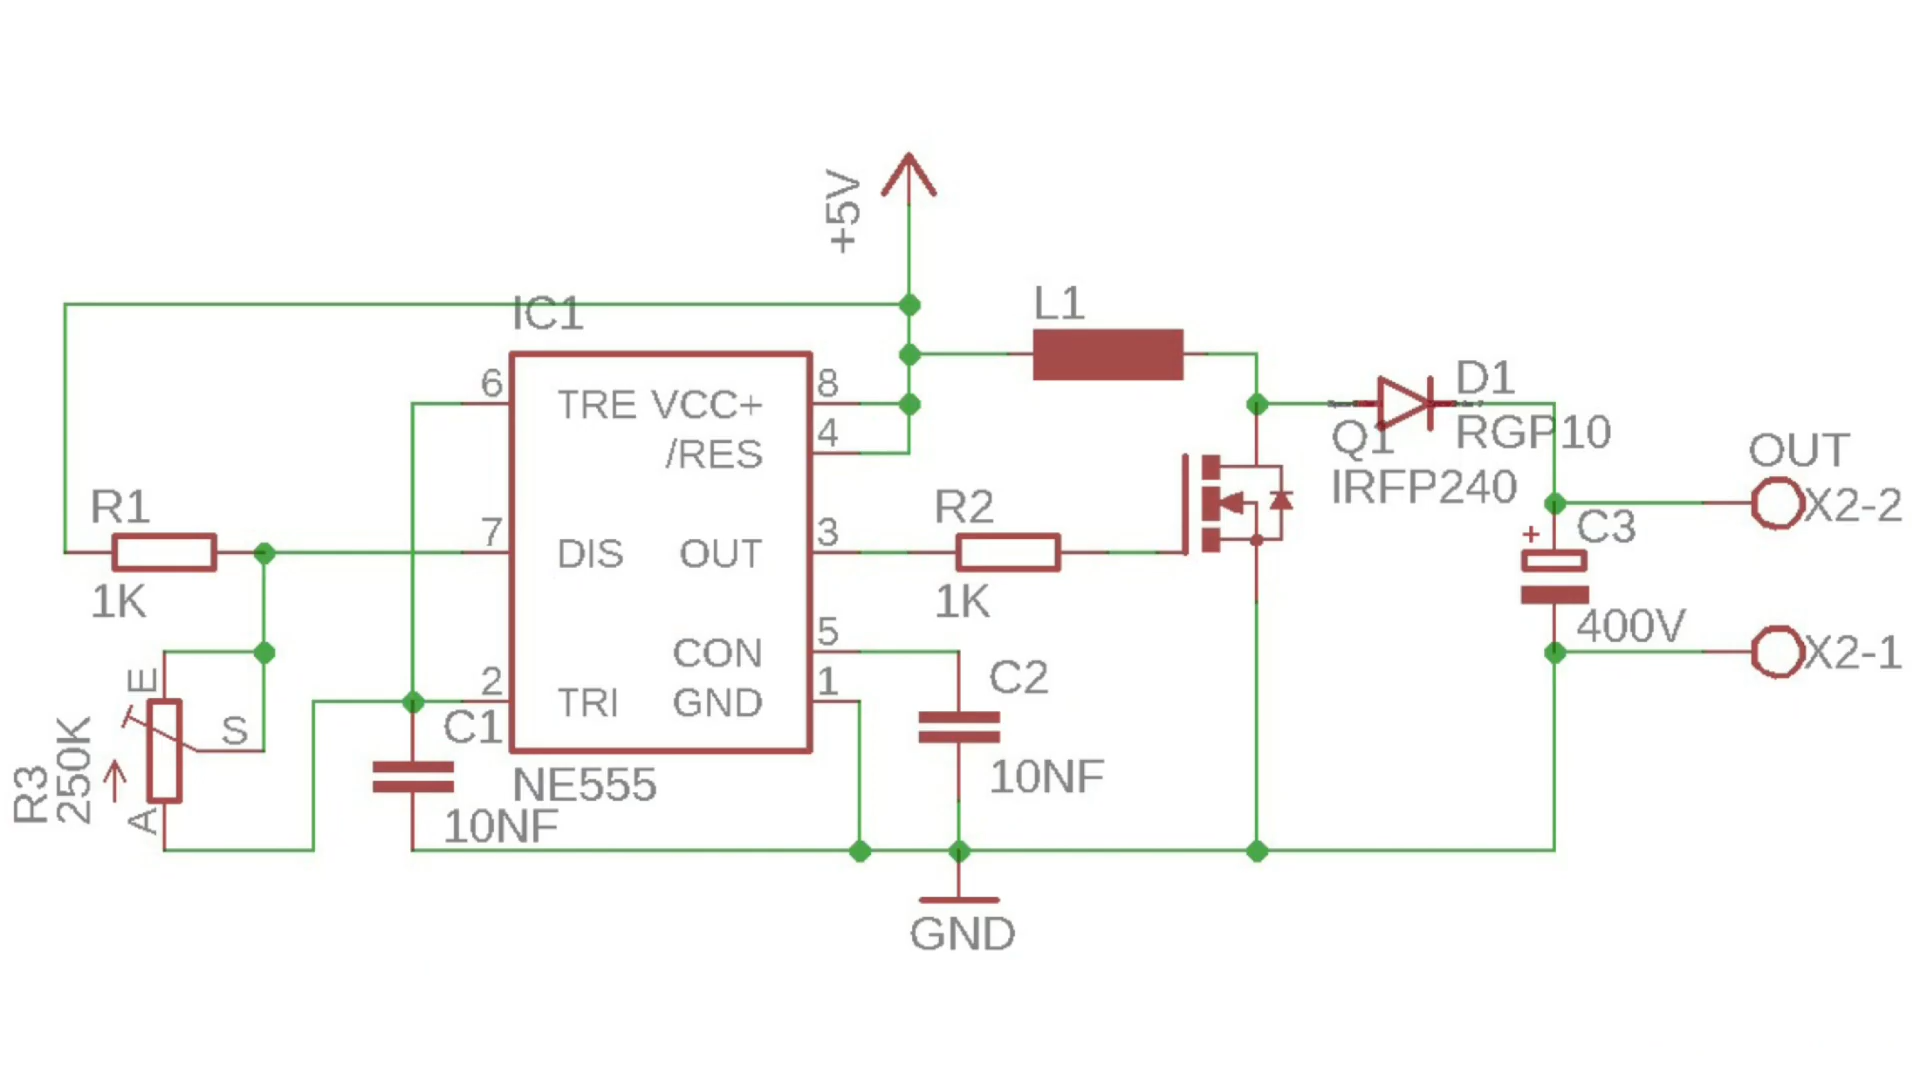 +5V
IC1
L1
6
TRE
VCC+
8
/RES
4
D1
RGP10
Q1
IRFP240
OUT
X2-2
R1
1K
7
DIS
OUT
3
R2
1K
C3
+
400V
X2-1
CON
5
2
TRI
GND
1
C1
10NF
NE555
C2
10NF
E
S
A
R3
250K
GND